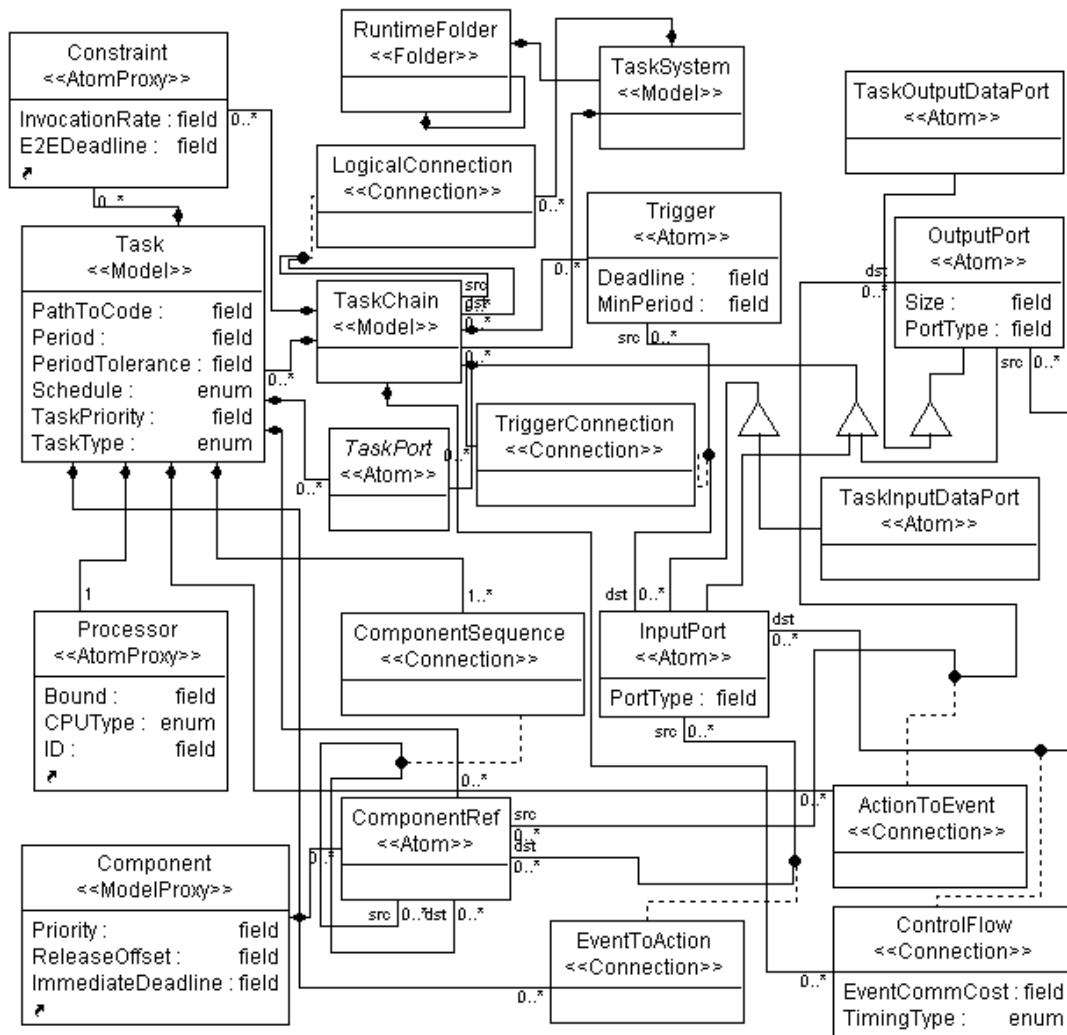 RuntimeFolder
<<Folder>>
TaskSystem
<<Model>>
Constraint
<<AtomProxy>>
InvocationRate : field
E2EDeadline : field
0..*
0..*
TaskOutputDataPort
<<Atom>>
LogicalConnection
<<Connection>>
0..*
Trigger
<<Atom>>
Deadline : field
MinPeriod : field
0..*
src 0..*
OutputPort
<<Atom>>
Size : field
PortType : field
dst
0..*
src 0..*
Task
<<Model>>
PathToCode : field
Period : field
PeriodTolerance : field
Schedule : enum
TaskPriority : field
TaskType : enum
0..*
TaskChain
<<Model>>
src
dst
0..*
0..*
TaskPort
<<Atom>>
0..*
0..*
TriggerConnection
<<Connection>>
TaskInputDataPort
<<Atom>>
1
Processor
<<AtomProxy>>
Bound : field
CPUType : enum
ID : field
1..*
ComponentSequence
<<Connection>>
dst 0..*
InputPort
<<Atom>>
PortType : field
dst
0..*
src 0..*
0..*
ComponentRef
<<Atom>>
src
0..*
dst
0..*
0..*
src 0..*
dst 0..*
0..*
ActionToEvent
<<Connection>>
Component
<<ModelProxy>>
Priority : field
ReleaseOffset : field
ImmediateDeadline : field
EventToAction
<<Connection>>
0..*
ControlFlow
<<Connection>>
EventCommCost : field
TimingType : enum
0..*